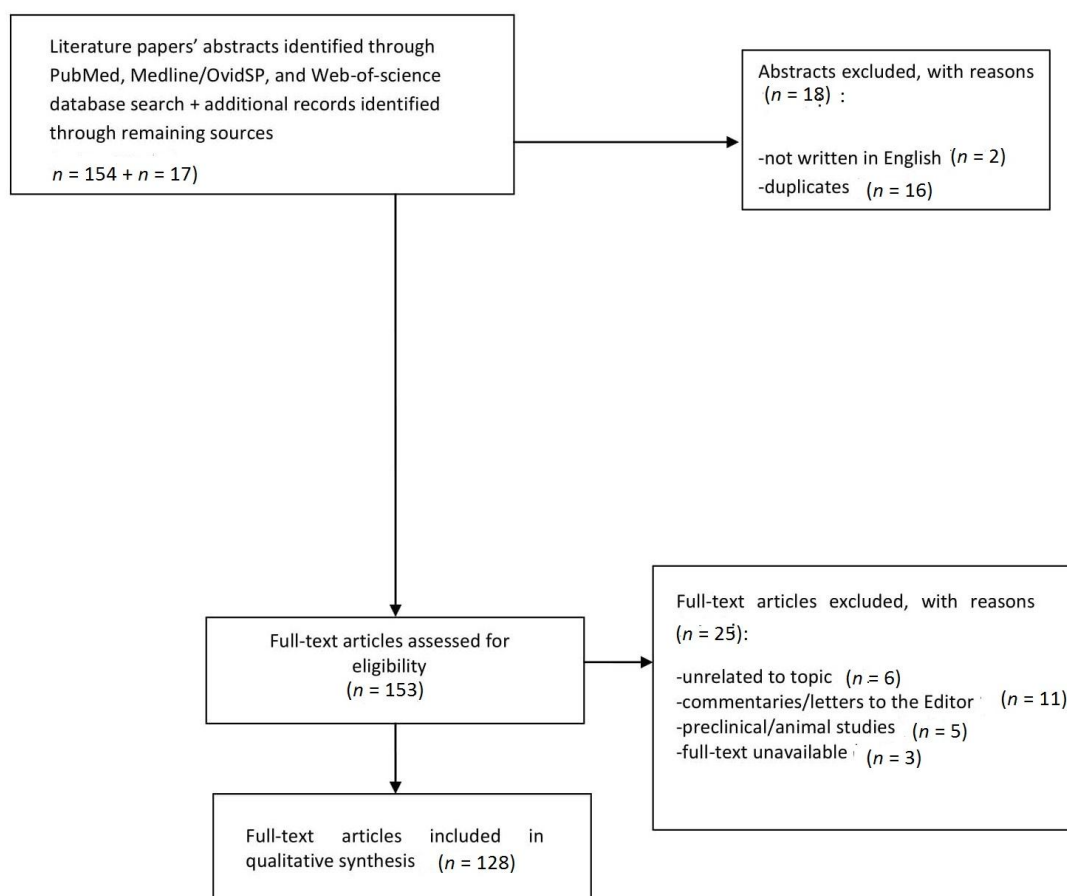 Literature papers’ abstracts identified through
PubMed, Medline/OvidSP, and Web-of-science
database search + additional records identified
through remaining sources
n = 154 + n = 17)
Abstracts excluded, with reasons
(n = 18) :
-not written in English (n = 2)
-duplicates (n = 16)
Full-text articles assessed for
eligibility
(n = 153)
Full-text articles excluded, with reasons
(n = 25):
-unrelated to topic (n = 6)
-commentaries/letters to the Editor (n = 11)
-preclinical/animal studies (n = 5)
-full-text unavailable (n = 3)
Full-text articles included in
qualitative synthesis (n = 128)